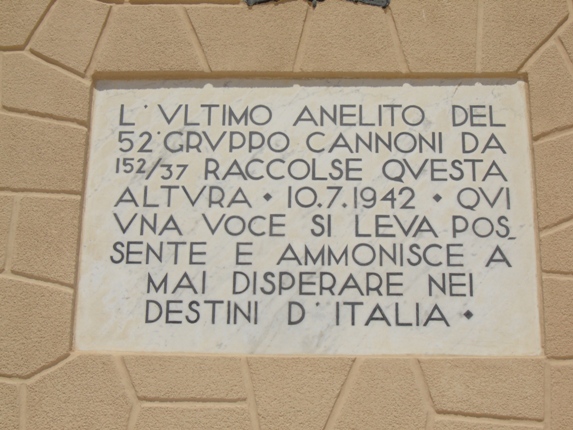 L'VLTIMO ANELITO DEL
52° GRVPPO CANNONI DA
152/37 RACCOLSE QVESTA
ALTVRA • 10.7.1942 • QVI
VNA VOCE SI LEVA POS_
SENTE E AMMONISCE A
MAI DISPERARE NEI
DESTINI D'ITALIA •